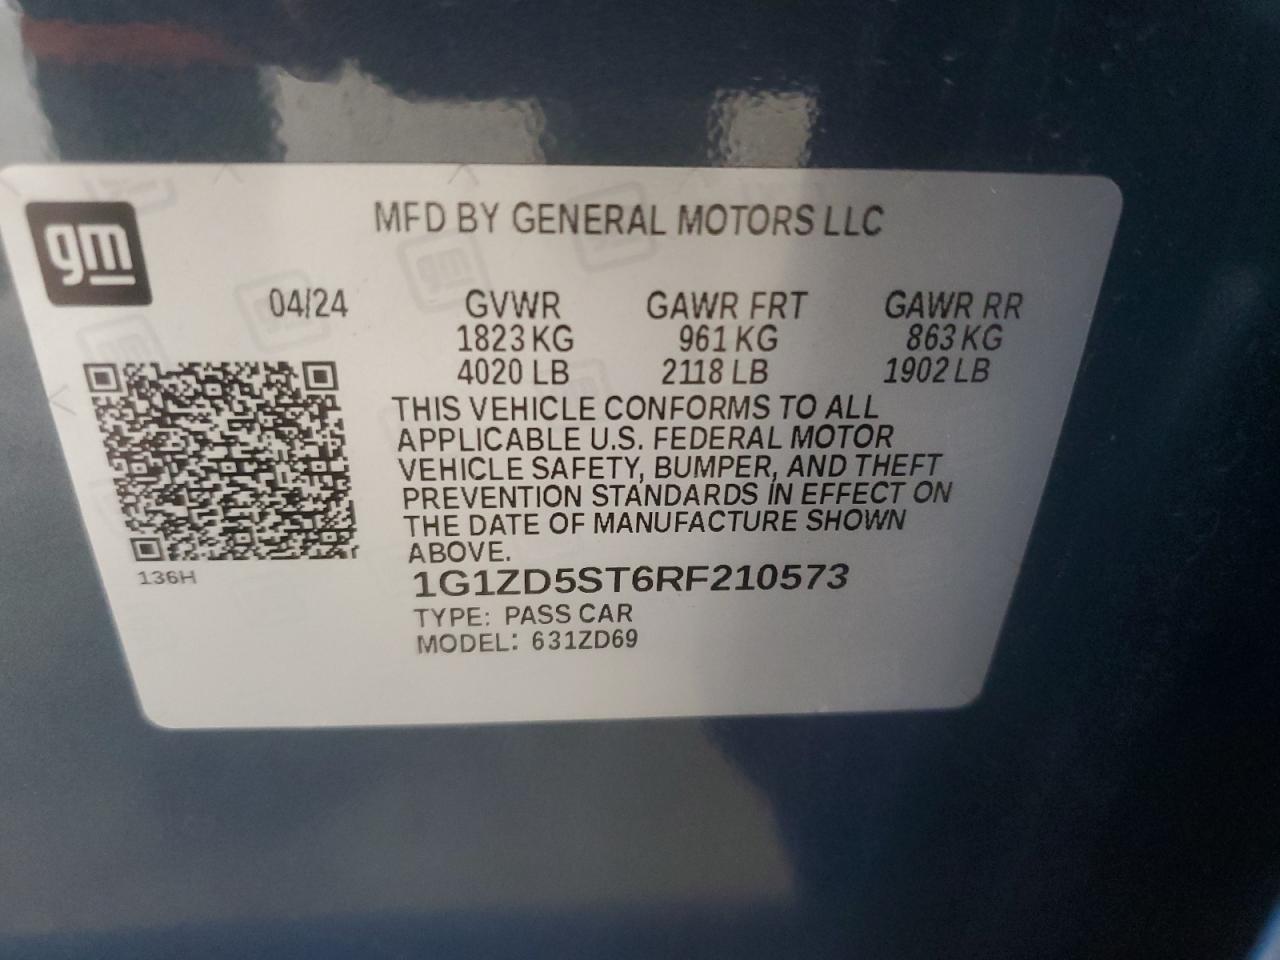 gm
MFD BY GENERAL MOTORS LLC
04/24 GVWR GAWR FRT GAWR RR
1823 KG 961 KG 863 KG
4020 LB 2118 LB 1902 LB
THIS VEHICLE CONFORMS TO ALL
APPLICABLE U.S. FEDERAL MOTOR
VEHICLE SAFETY, BUMPER, AND THEFT
PREVENTION STANDARDS IN EFFECT ON
THE DATE OF MANUFACTURE SHOWN
ABOVE.
136H
1G1ZD5ST6RF210573
TYPE: PASS CAR
MODEL: 631ZD69